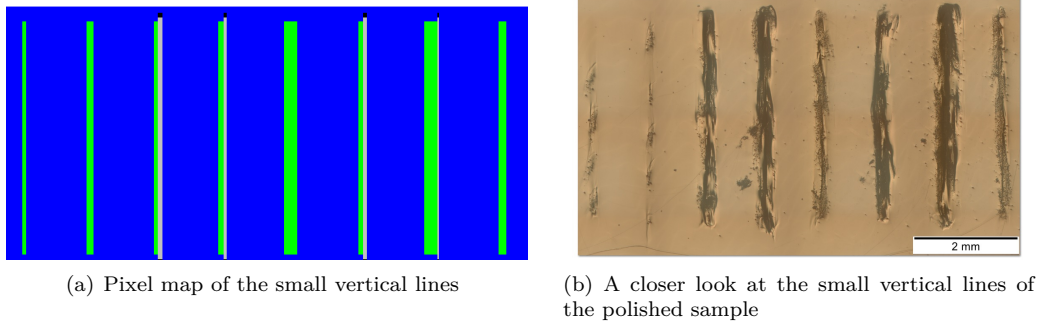 2 mm
(a) Pixel map of the small vertical lines
(b) A closer look at the small vertical lines of
the polished sample